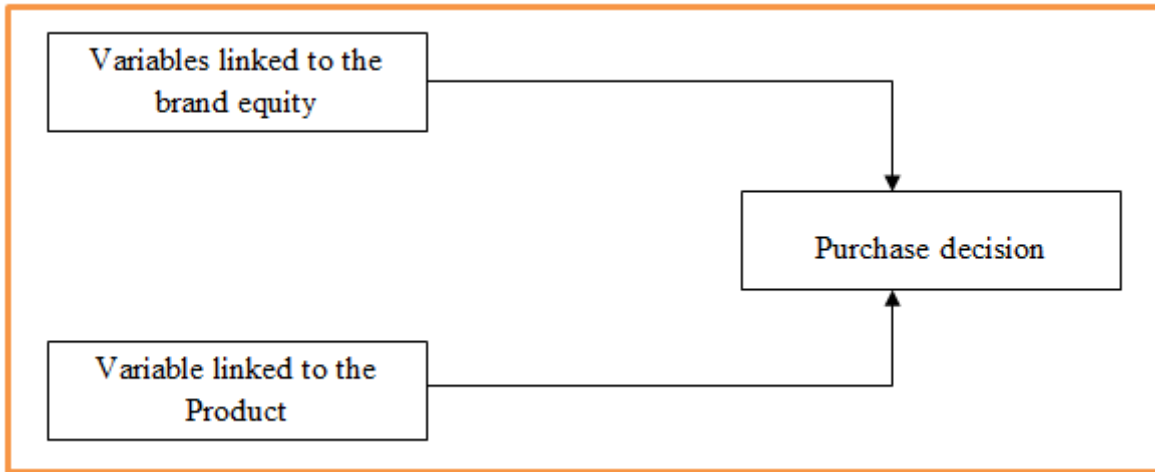 Variables linked to the
brand equity
Purchase decision
Variable linked to the
Product